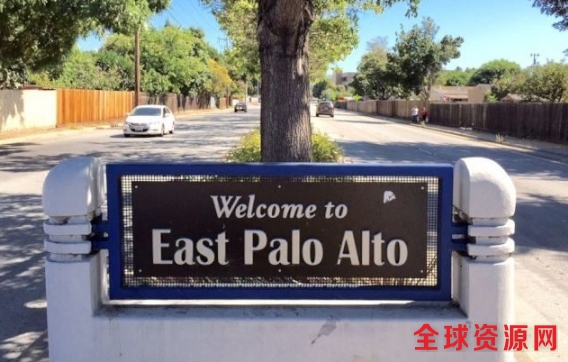 Welcome to
East Palo Alto
全球资源网